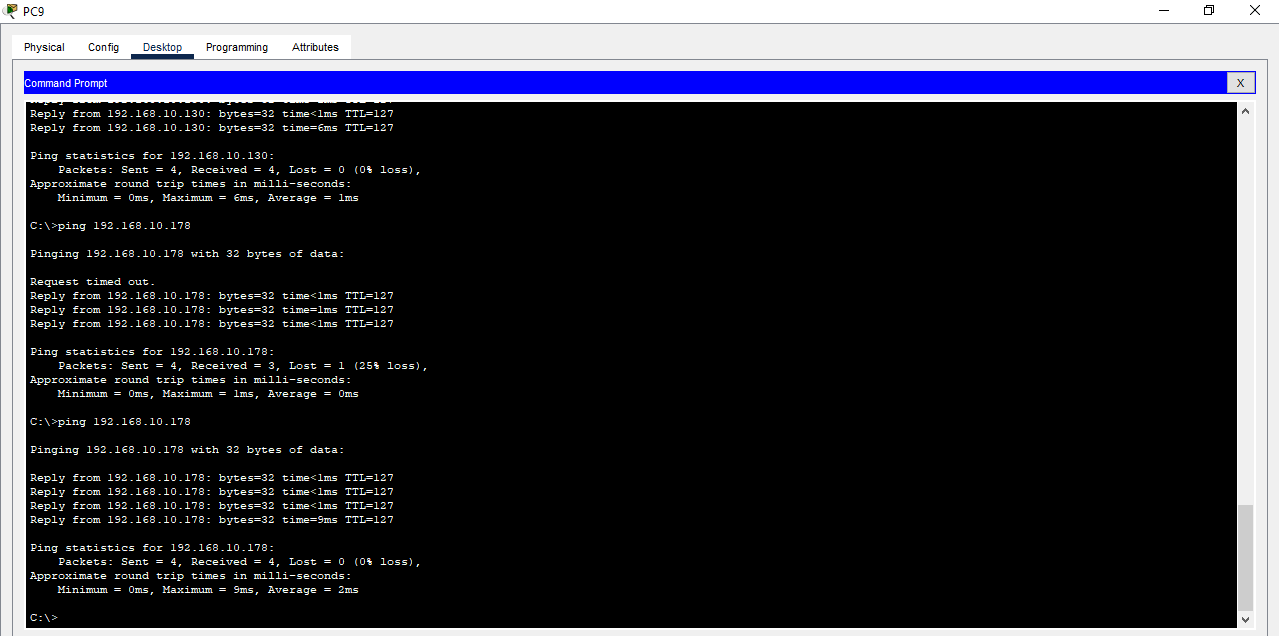 PC9
Physical Config Desktop Programming Attributes
Command Prompt X
Reply from 192.168.10.130: bytes=32 time<1ms TTL=127
Reply from 192.168.10.130: bytes=32 time=6ms TTL=127
Ping statistics for 192.168.10.130:
Packets: Sent = 4, Received = 4, Lost = 0 (0% loss),
Approximate round trip times in milli-seconds:
Minimum = 0ms, Maximum = 6ms, Average = 1ms
C:\>ping 192.168.10.178
Pinging 192.168.10.178 with 32 bytes of data:
Request timed out.
Reply from 192.168.10.178: bytes=32 time<1ms TTL=127
Reply from 192.168.10.178: bytes=32 time=1ms TTL=127
Reply from 192.168.10.178: bytes=32 time<1ms TTL=127
Ping statistics for 192.168.10.178:
Packets: Sent = 4, Received = 3, Lost = 1 (25% loss),
Approximate round trip times in milli-seconds:
Minimum = 0ms, Maximum = 1ms, Average = 0ms
C:\>ping 192.168.10.178
Pinging 192.168.10.178 with 32 bytes of data:
Reply from 192.168.10.178: bytes=32 time<1ms TTL=127
Reply from 192.168.10.178: bytes=32 time<1ms TTL=127
Reply from 192.168.10.178: bytes=32 time<1ms TTL=127
Reply from 192.168.10.178: bytes=32 time=9ms TTL=127
Ping statistics for 192.168.10.178:
Packets: Sent = 4, Received = 4, Lost = 0 (0% loss),
Approximate round trip times in milli-seconds:
Minimum = 0ms, Maximum = 9ms, Average = 2ms
C:\>